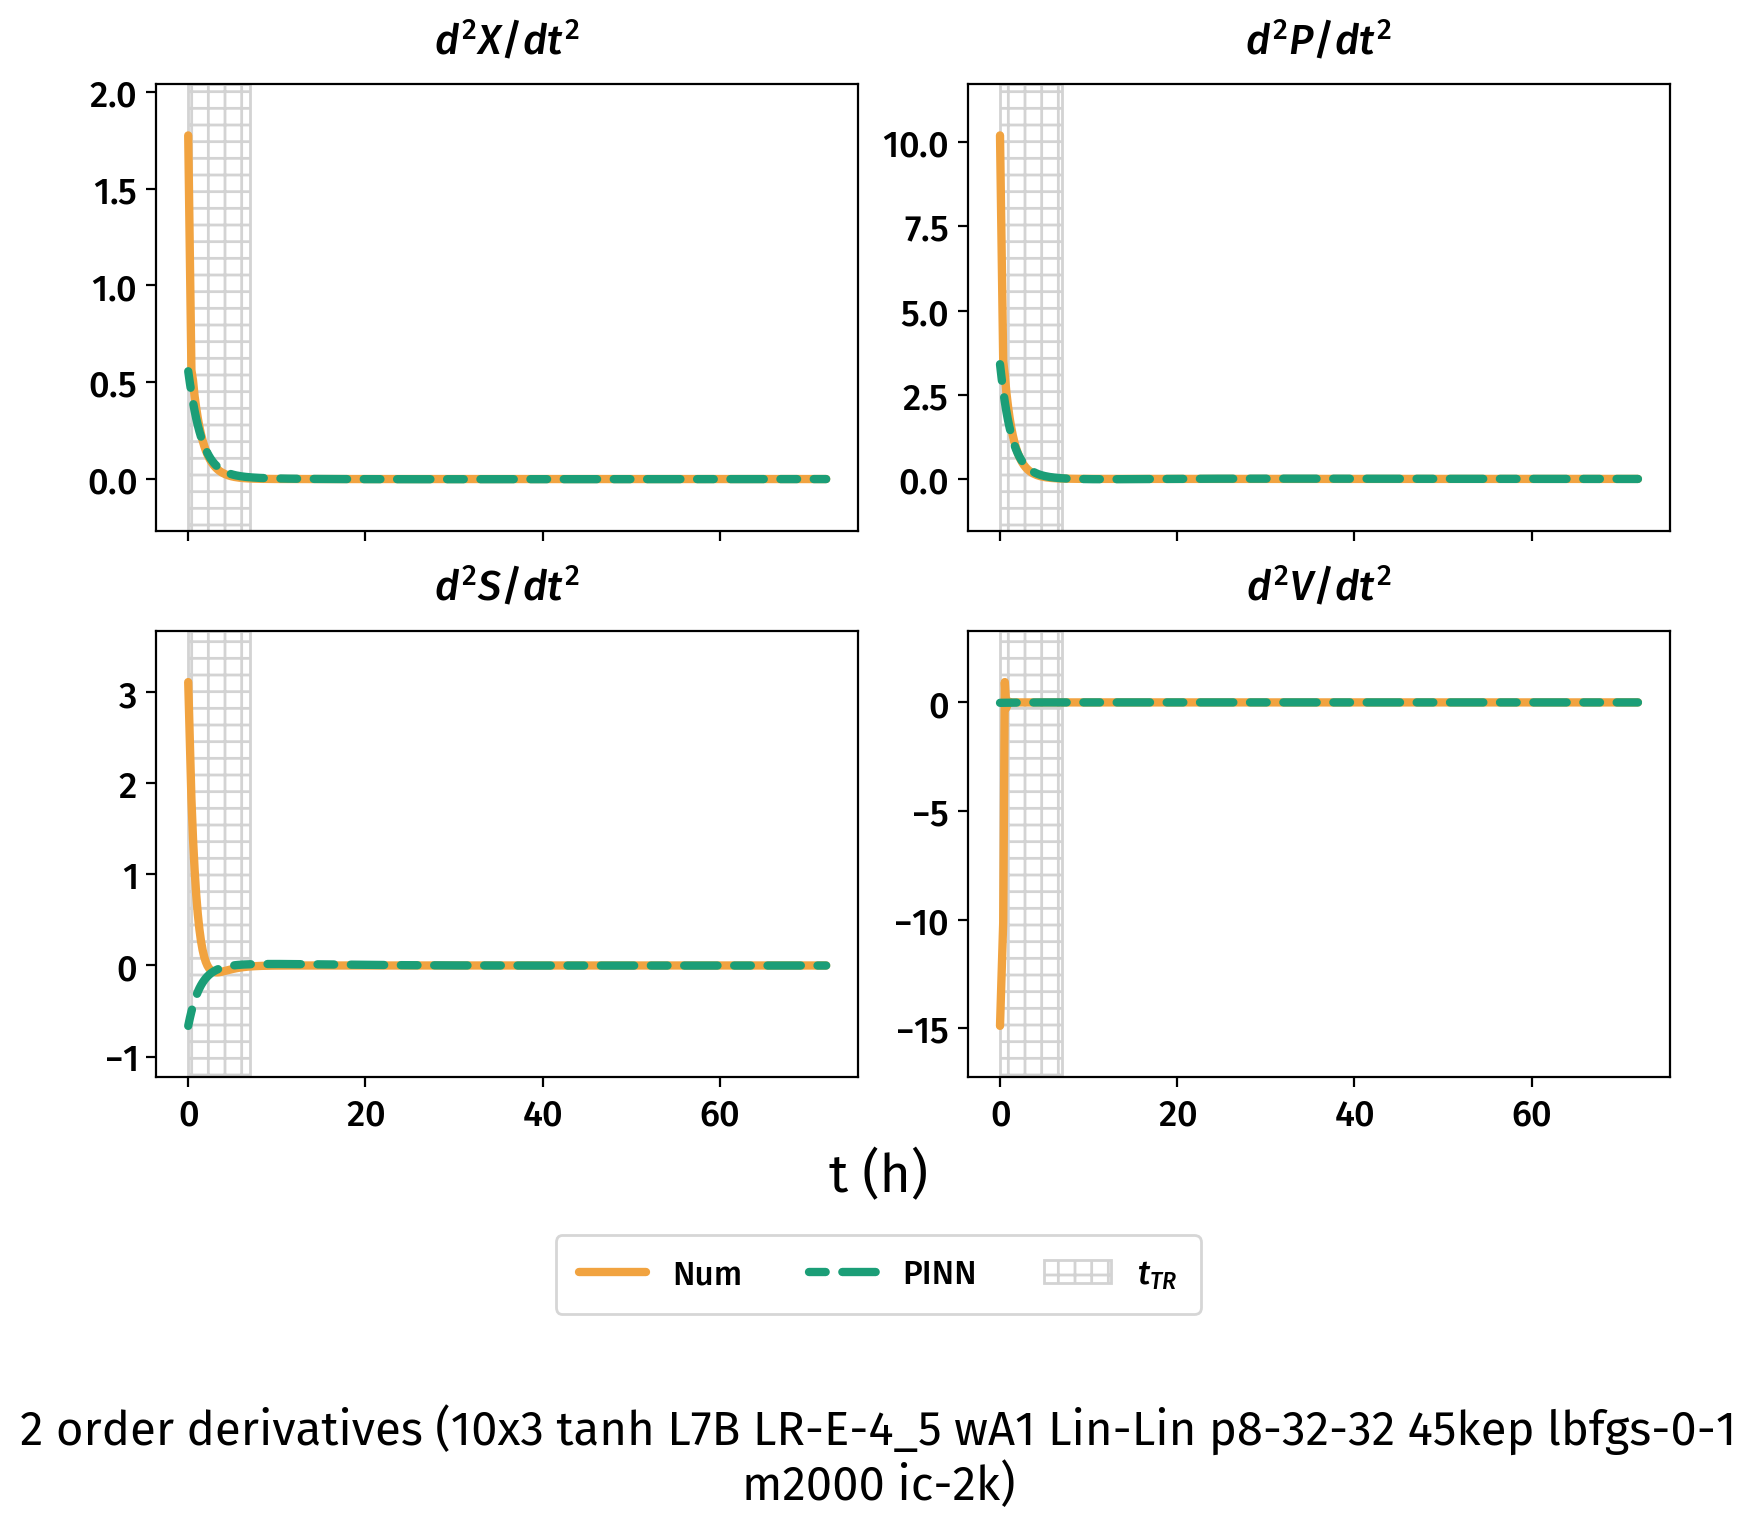 d²X/dt²
d²P/dt²
2.0
1.5
1.0
0.5
0.0
10.0
7.5
5.0
2.5
0.0
d²S/dt²
d²V/dt²
3
2
1
0
−1
0
−5
−10
−15
0 20 40 60
0 20 40 60
t (h)
Num PINN t_TR
2 order derivatives (10x3 tanh L7B LR-E-4_5 wA1 Lin-Lin p8-32-32 45kep lbfgs-0-1
m2000 ic-2k)